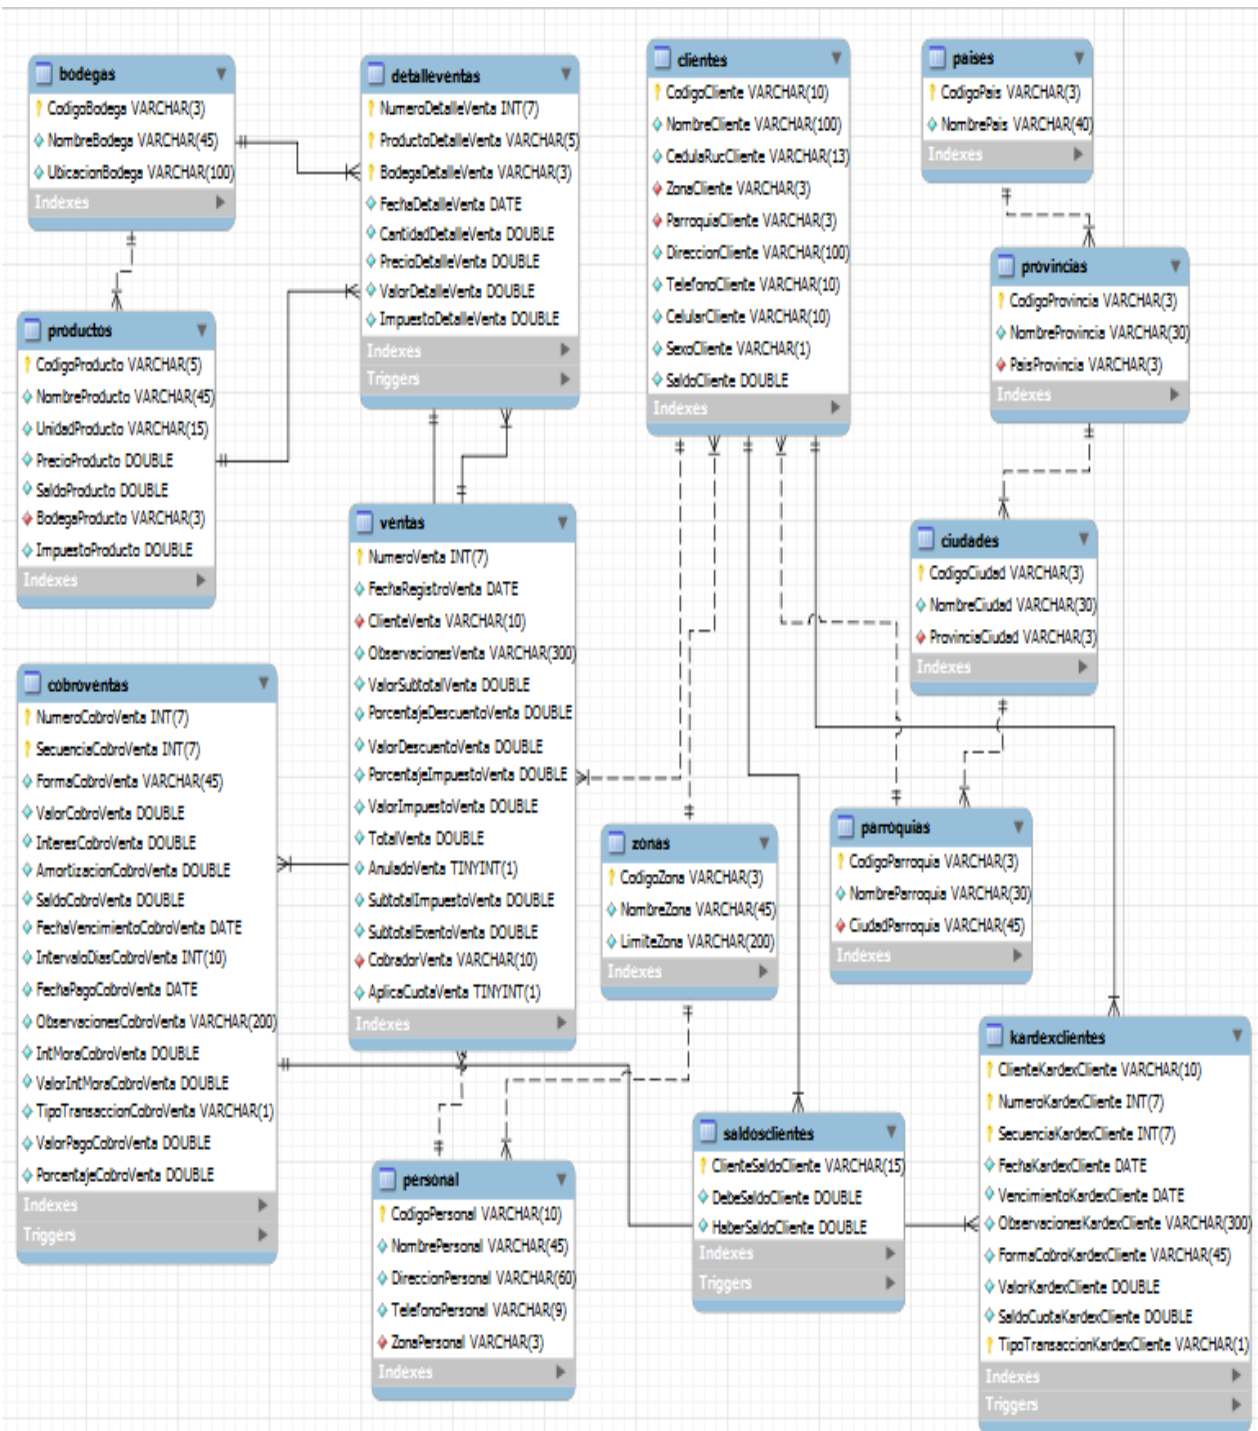 bodegas
CodigoBodega VARCHAR(3)
NombreBodega VARCHAR(45)
UbicacionBodega VARCHAR(100)
Indexes
detalleventas
NumeroDetalleVenta INT(7)
ProductoDetalleVenta VARCHAR(5)
BodegaDetalleVenta VARCHAR(3)
FechaDetalleVenta DATE
CantidadDetalleVenta DOUBLE
PrecioDetalleVenta DOUBLE
ValorDetalleVenta DOUBLE
ImpuestoDetalleVenta DOUBLE
Indexes
Triggers
clientes
CodigoCliente VARCHAR(10)
NombreCliente VARCHAR(100)
CedulaRucCliente VARCHAR(13)
ZonaCliente VARCHAR(3)
ParroquiaCliente VARCHAR(3)
DireccionCliente VARCHAR(100)
TelefonoCliente VARCHAR(10)
CelularCliente VARCHAR(10)
SexoCliente VARCHAR(1)
SaldoCliente DOUBLE
Indexes
paises
CodigoPais VARCHAR(3)
NombrePais VARCHAR(40)
Indexes
provincias
CodigoProvincia VARCHAR(3)
NombreProvincia VARCHAR(30)
PaisProvincia VARCHAR(3)
Indexes
productos
CodigoProducto VARCHAR(5)
NombreProducto VARCHAR(45)
UnidadProducto VARCHAR(15)
PrecioProducto DOUBLE
SaldoProducto DOUBLE
BodegaProducto VARCHAR(3)
ImpuestoProducto DOUBLE
Indexes
ventas
NumeroVenta INT(7)
FechaRegistroVenta DATE
ClienteVenta VARCHAR(10)
ObservacionesVenta VARCHAR(300)
ValorSubtotalVenta DOUBLE
PorcentajeDescuentoVenta DOUBLE
ValorDescuentoVenta DOUBLE
PorcentajeImpuestoVenta DOUBLE
ValorImpuestoVenta DOUBLE
TotalVenta DOUBLE
AnuladoVenta TINYINT(1)
SubtotalImpuestoVenta DOUBLE
SubtotalExentoVenta DOUBLE
CobradorVenta VARCHAR(10)
AplicaCuotaVenta TINYINT(1)
Indexes
ciudades
CodigoCiudad VARCHAR(3)
NombreCiudad VARCHAR(30)
ProvinciaCiudad VARCHAR(3)
Indexes
cobroventas
NumeroCobroVenta INT(7)
SecuenciaCobroVenta INT(7)
FormaCobroVenta VARCHAR(45)
ValorCobroVenta DOUBLE
InteresCobroVenta DOUBLE
AmortizacionCobroVenta DOUBLE
SaldoCobroVenta DOUBLE
FechaVencimientoCobroVenta DATE
IntervaloDiasCobroVenta INT(10)
FechaPagoCobroVenta DATE
ObservacionesCobroVenta VARCHAR(200)
IntMoraCobroVenta DOUBLE
ValorIntMoraCobroVenta DOUBLE
TipoTransaccionCobroVenta VARCHAR(1)
ValorPagoCobroVenta DOUBLE
PorcentajeCobroVenta DOUBLE
Indexes
Triggers
zonas
CodigoZona VARCHAR(3)
NombreZona VARCHAR(45)
LimiteZona VARCHAR(200)
Indexes
parroquias
CodigoParroquia VARCHAR(3)
NombreParroquia VARCHAR(30)
CiudadParroquia VARCHAR(45)
Indexes
personal
CodigoPersonal VARCHAR(10)
NombrePersonal VARCHAR(45)
DireccionPersonal VARCHAR(60)
TelefonoPersonal VARCHAR(9)
ZonaPersonal VARCHAR(3)
Indexes
saldosclientes
ClienteSaldoCliente VARCHAR(15)
DebeSaldoCliente DOUBLE
HaberSaldoCliente DOUBLE
Indexes
Triggers
kardexclientes
ClienteKardexCliente VARCHAR(10)
NumeroKardexCliente INT(7)
SecuenciaKardexCliente INT(7)
FechaKardexCliente DATE
VencimientoKardexCliente DATE
ObservacionesKardexCliente VARCHAR(300)
FormaCobroKardexCliente VARCHAR(45)
ValorKardexCliente DOUBLE
SaldoCuotaKardexCliente DOUBLE
TipoTransaccionKardexCliente VARCHAR(1)
Indexes
Triggers